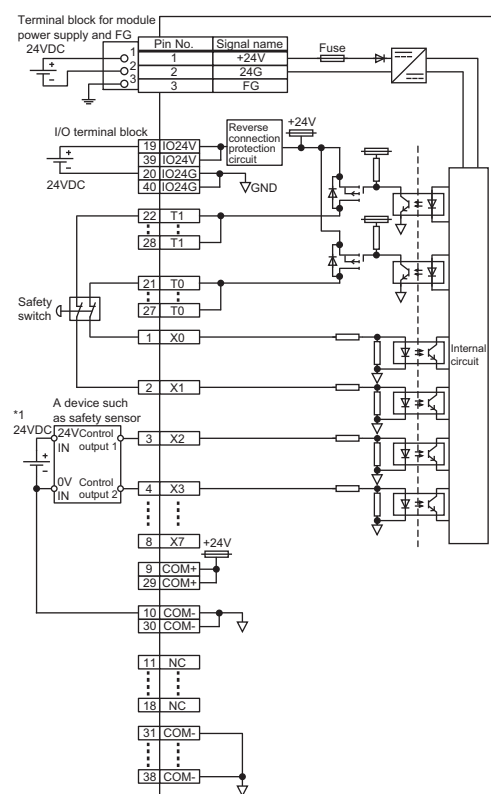 Terminal block for module
power supply and FG
24VDC
1
2
3
Pin No. Signal name
1 +24V
2 24G
3 FG
Fuse
I/O terminal block
24VDC
19 IO24V
39 IO24V
20 IO24G
40 IO24G
Reverse
connection
protection
circuit
+24V
GND
22 T1
28 T1
21 T0
27 T0
Safety
switch
1 X0
2 X1
Internal
circuit
*1
24VDC
A device such
as safety sensor
24V IN
Control
output 1
0V
IN
Control
output 2
3 X2
4 X3
8 X7
+24V
9 COM+
29 COM+
10 COM-
30 COM-
11 NC
18 NC
31 COM-
38 COM-